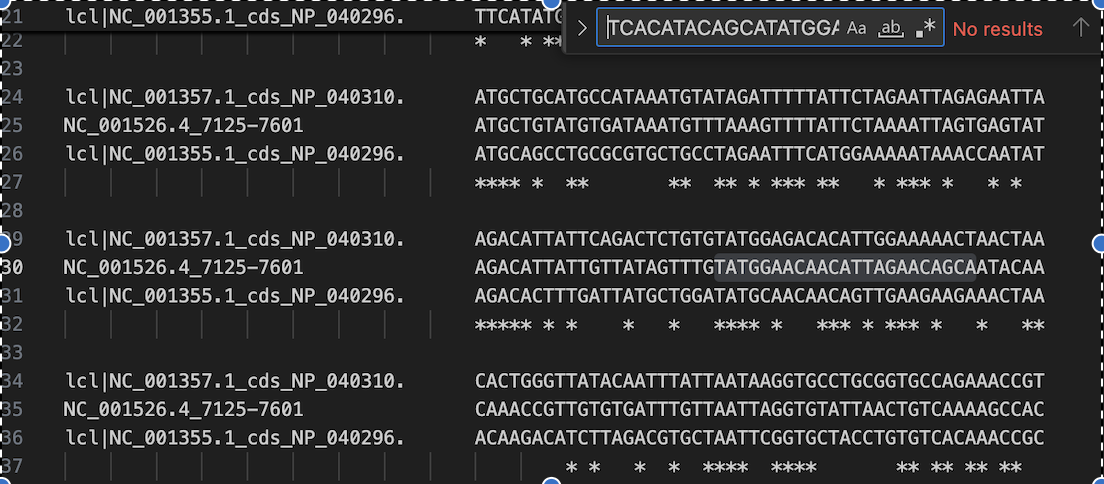 21 lcl|NC_001355.1_cds_NP_040296. TTCATATG
TCACATACAGCATATGGA Aa ab .* No results
22 * * **
23
24 lcl|NC_001357.1_cds_NP_040310. ATGCTGCATGCCATAAATGTATAGATTTTTATTCTAGAATTAGAGAATTA
25 NC_001526.4_7125-7601 ATGCTGTATGTGATAAATGTTTAAAGTTTTATTCTAAAATTAGTGAGTAT
26 lcl|NC_001355.1_cds_NP_040296. ATGCAGCCTGCGCGTGCTGCCTAGAATTTCATGGAAAAATAAACCAATAT
27 **** * ** ** ** * *** ** * *** * * *
28
29 lcl|NC_001357.1_cds_NP_040310. AGACATTATTCAGACTCTGTGTATGGAGACACATTGGAAAAACTAACTAA
30 NC_001526.4_7125-7601 AGACATTATTGTTATAGTTTGTATGGAACAACATTAGAACAGCAATACAA
31 lcl|NC_001355.1_cds_NP_040296. AGACACTTTGATTATGCTGGATATGCAACAACAGTTGAAGAAGAAACTAA
32 ***** * * * * **** * *** * *** * * **
33
34 lcl|NC_001357.1_cds_NP_040310. CACTGGGTTATACAATTTATTAATAAGGTGCCTGCGGTGCCAGAAACCGT
35 NC_001526.4_7125-7601 CAAACCGTTGTGTGATTTGTTAATTAGGTGTATTAACTGTCAAAAGCCAC
36 lcl|NC_001355.1_cds_NP_040296. ACAAGACATCTTAGACGTGCTAATTCGGTGCTACCTGTGTCACAAACCGC
37 * * * * **** **** ** ** ** **